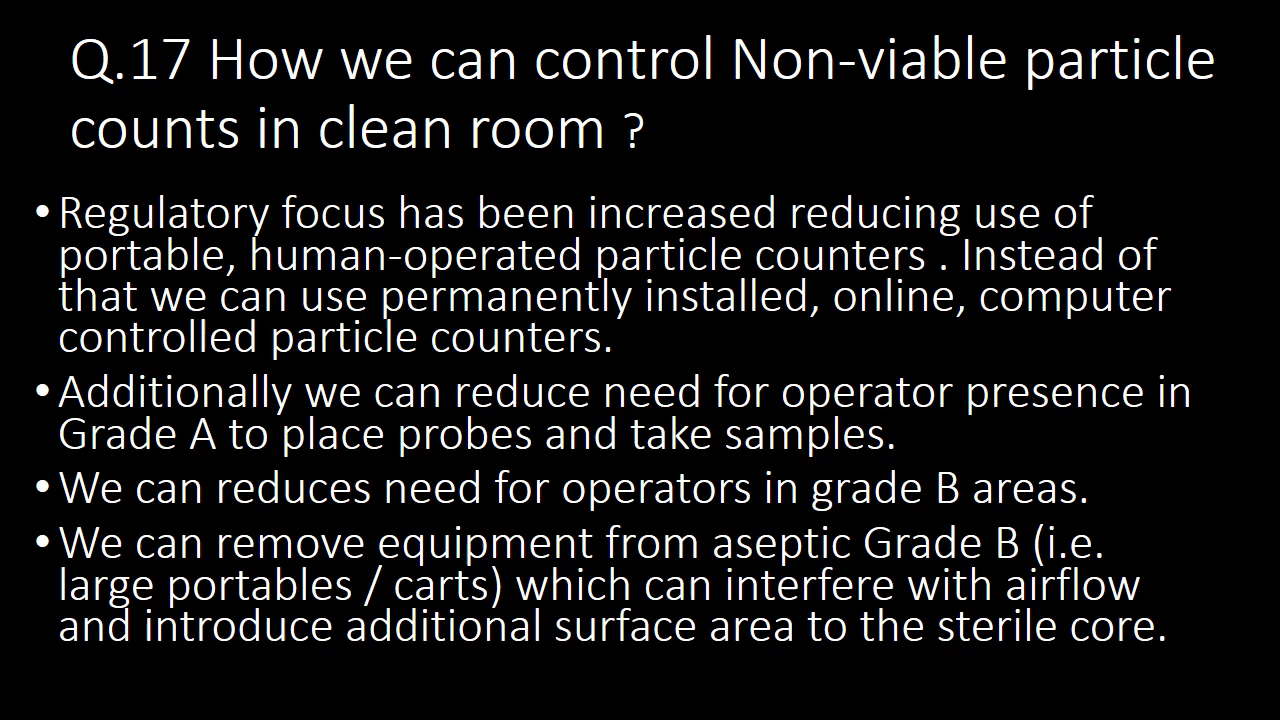 Q.17 How we can control Non-viable particle
counts in clean room ?
• Regulatory focus has been increased reducing use of
portable, human-operated particle counters . Instead of
that we can use permanently installed, online, computer
controlled particle counters.
• Additionally we can reduce need for operator presence in
Grade A to place probes and take samples.
• We can reduces need for operators in grade B areas.
• We can remove equipment from aseptic Grade B (i.e.
large portables / carts) which can interfere with airflow
and introduce additional surface area to the sterile core.